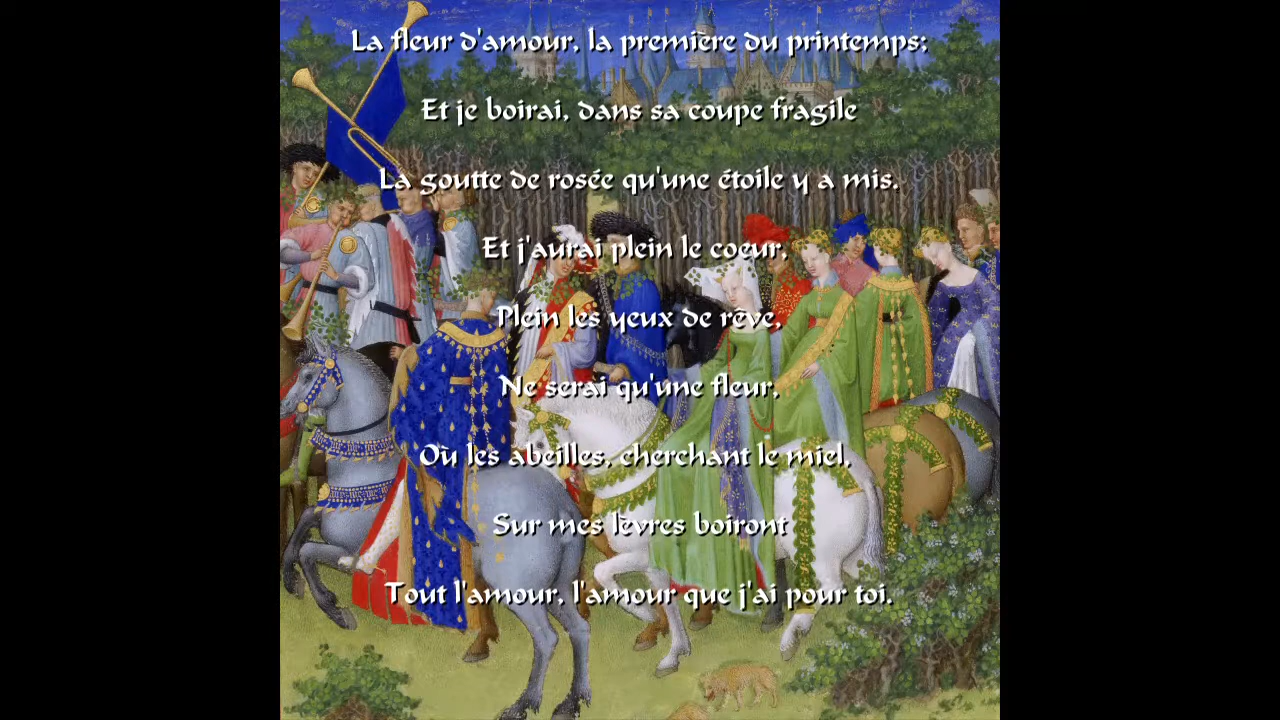 La fleur d'amour, la première du printemps;
Et je boirai, dans sa coupe fragile
La goutte de rosée qu'une étoile y a mis.
Et j'aurai plein le coeur,
Plein les yeux de rêve,
Ne serai qu'une fleur,
Où les abeilles, cherchant le miel,
Sur mes lèvres boiront
Tout l'amour, l'amour que j'ai pour toi.